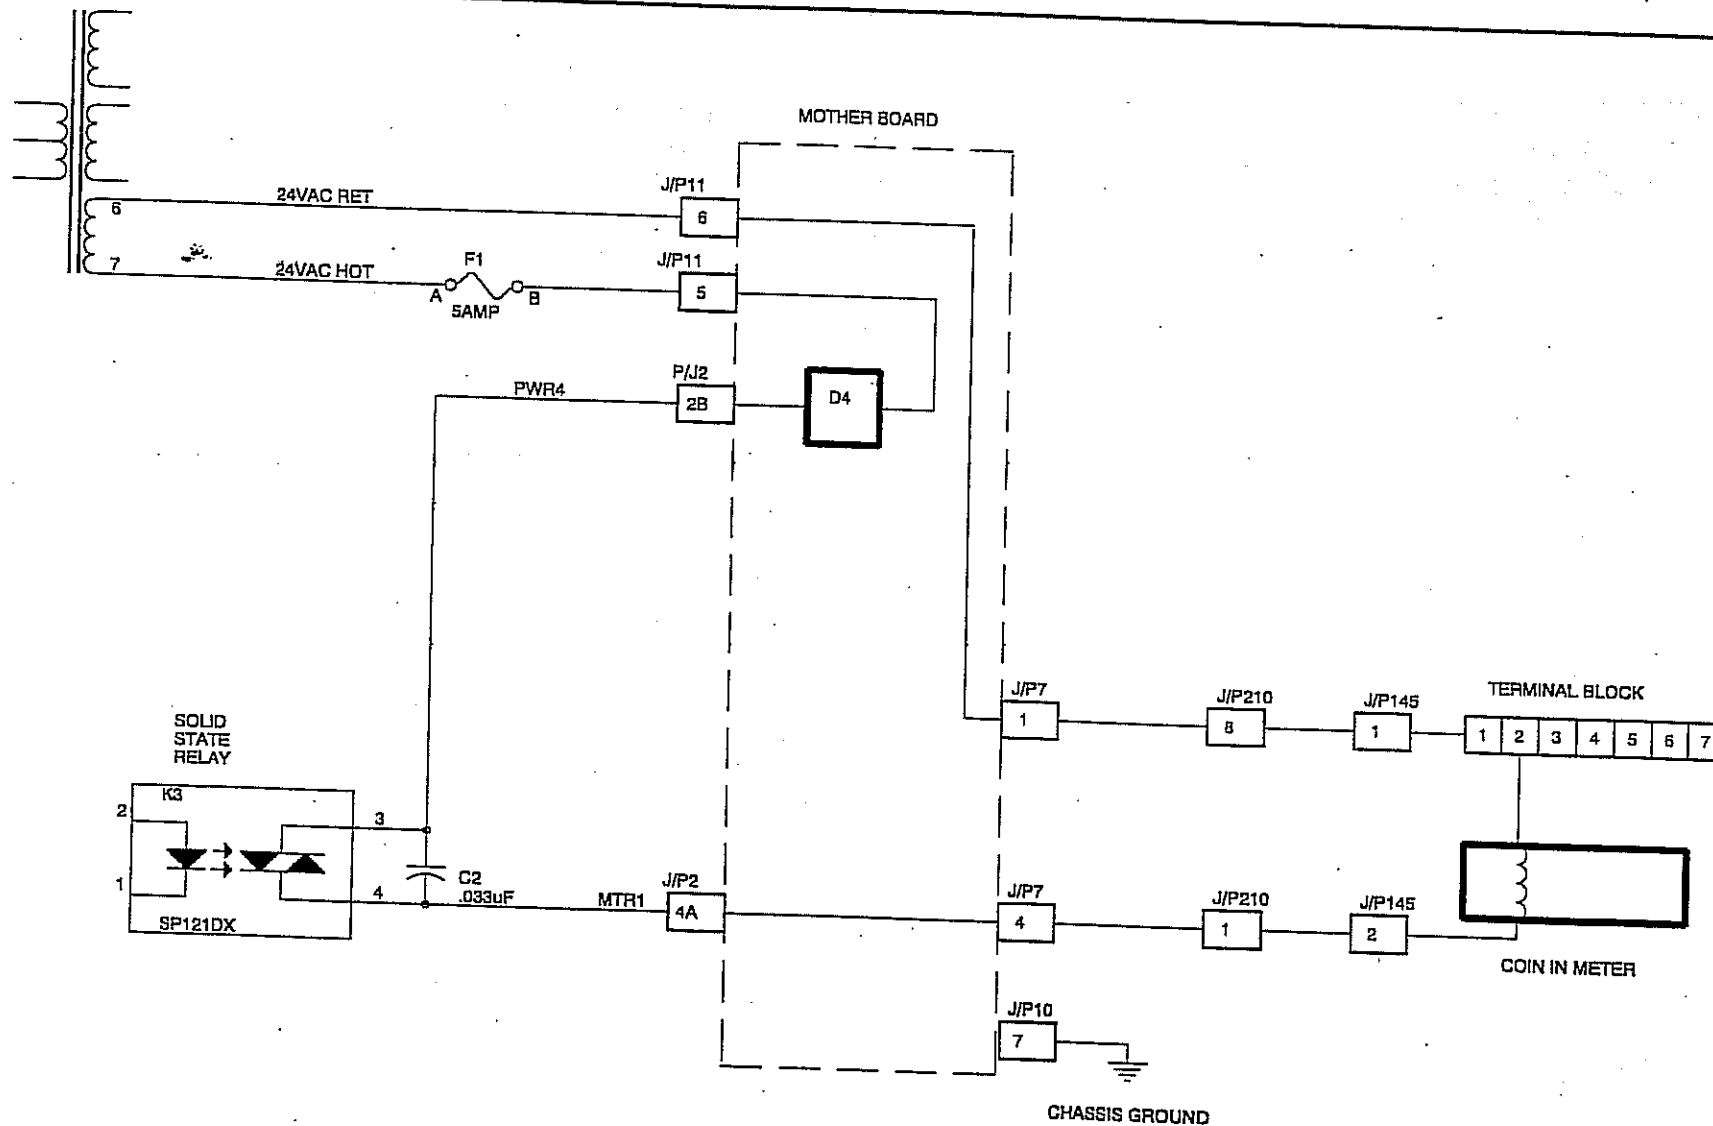 MOTHER BOARD
J/P11
24VAC RET
6
6
J/P11
F1
7
24VAC HOT
A
B
5
5AMP
P/J2
PWR4
2B
D4
J/P7
J/P210
J/P145
TERMINAL BLOCK
1
8
1
1 2 3 4 5 6 7
SOLID
STATE
RELAY
K3
2
3
1
4
C2
.033uF
SP121DX
MTR1
J/P2
4A
J/P7
4
J/P210
1
J/P145
2
COIN IN METER
J/P10
7
CHASSIS GROUND